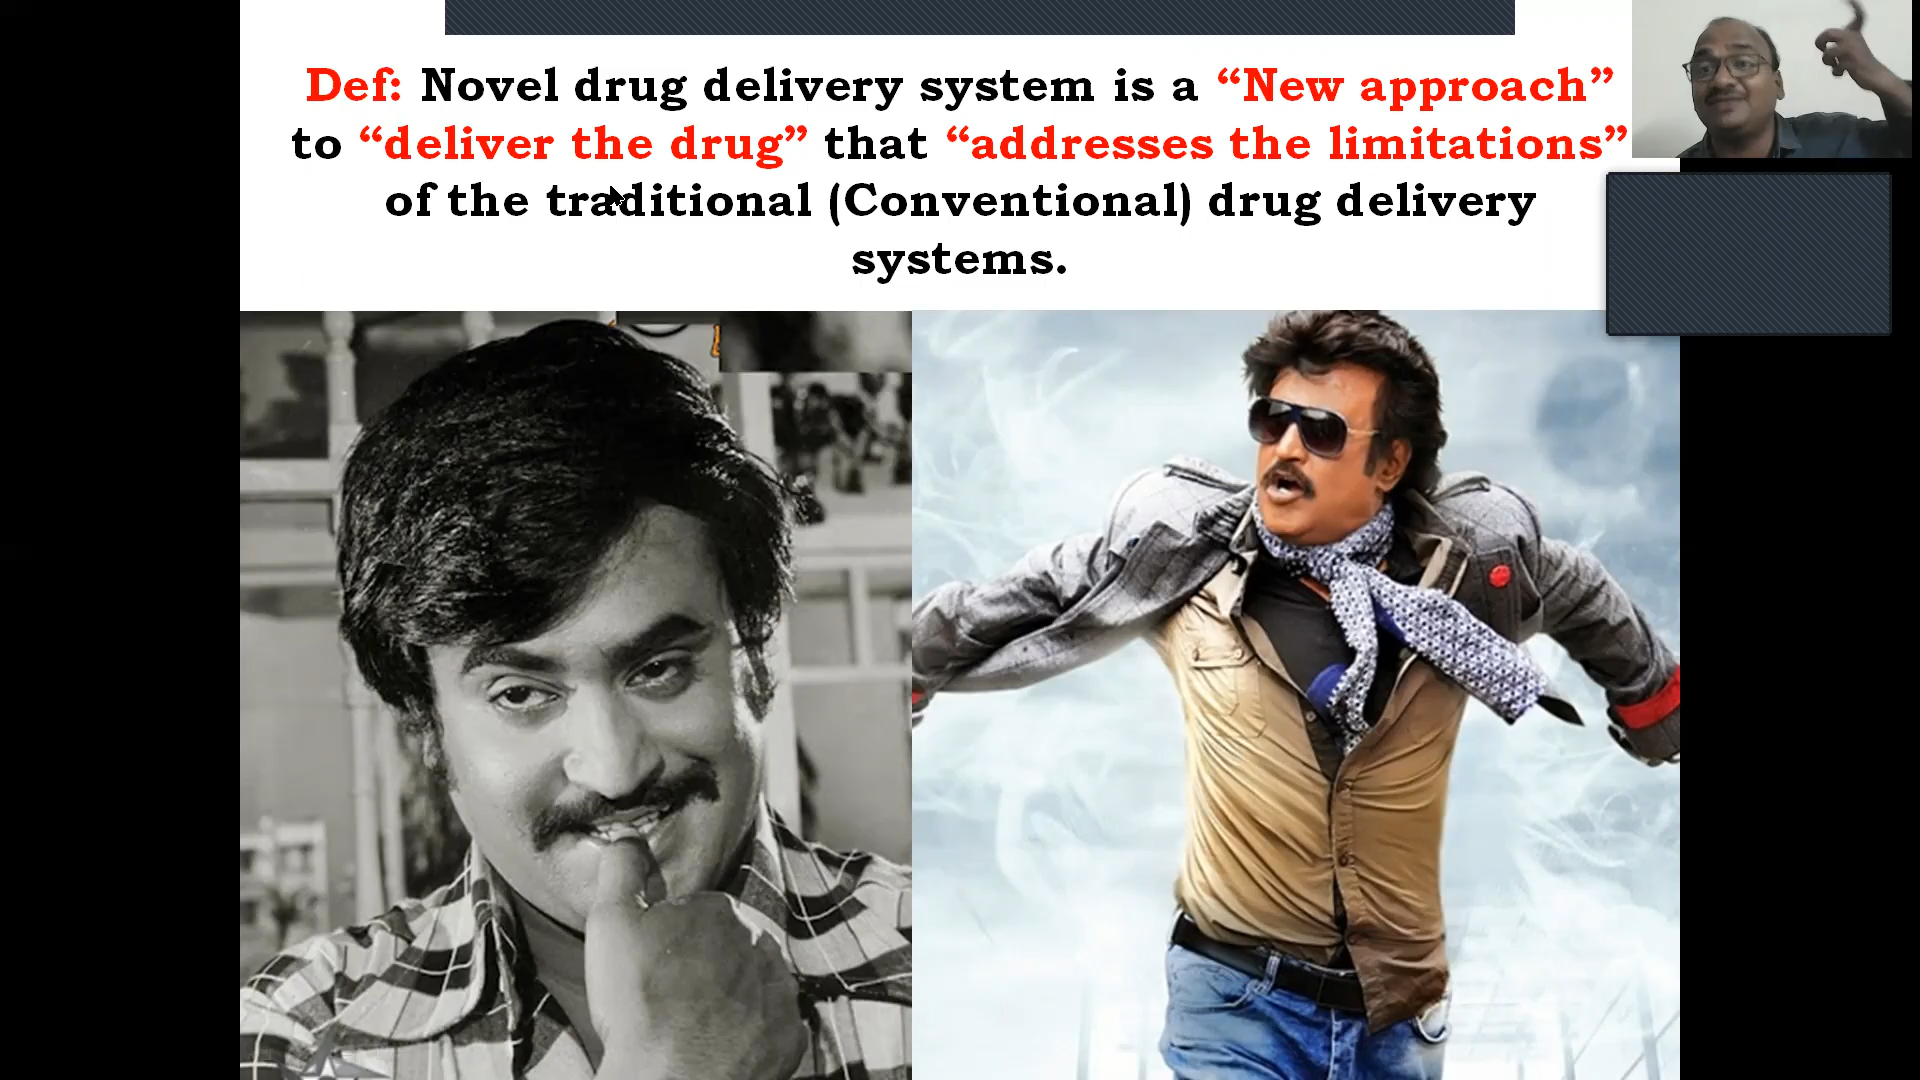 Def: Novel drug delivery system is a “New approach”
to “deliver the drug” that “addresses the limitations”
of the traditional (Conventional) drug delivery
systems.